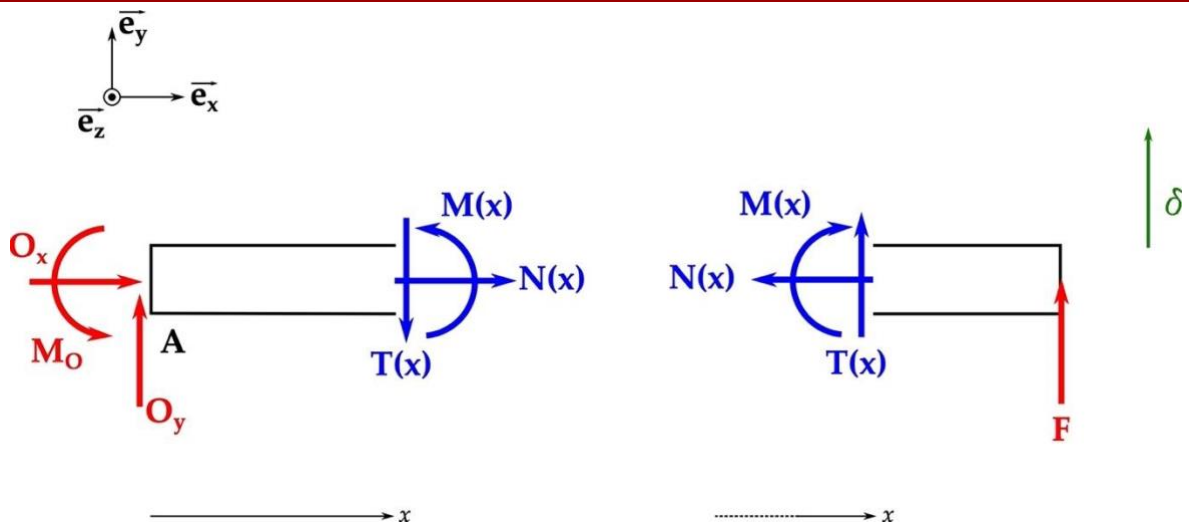 e_y
e_x
e_z
M(x)
M(x)
δ
O_x
N(x)
N(x)
M_O
A
T(x)
T(x)
O_y
F
x
x